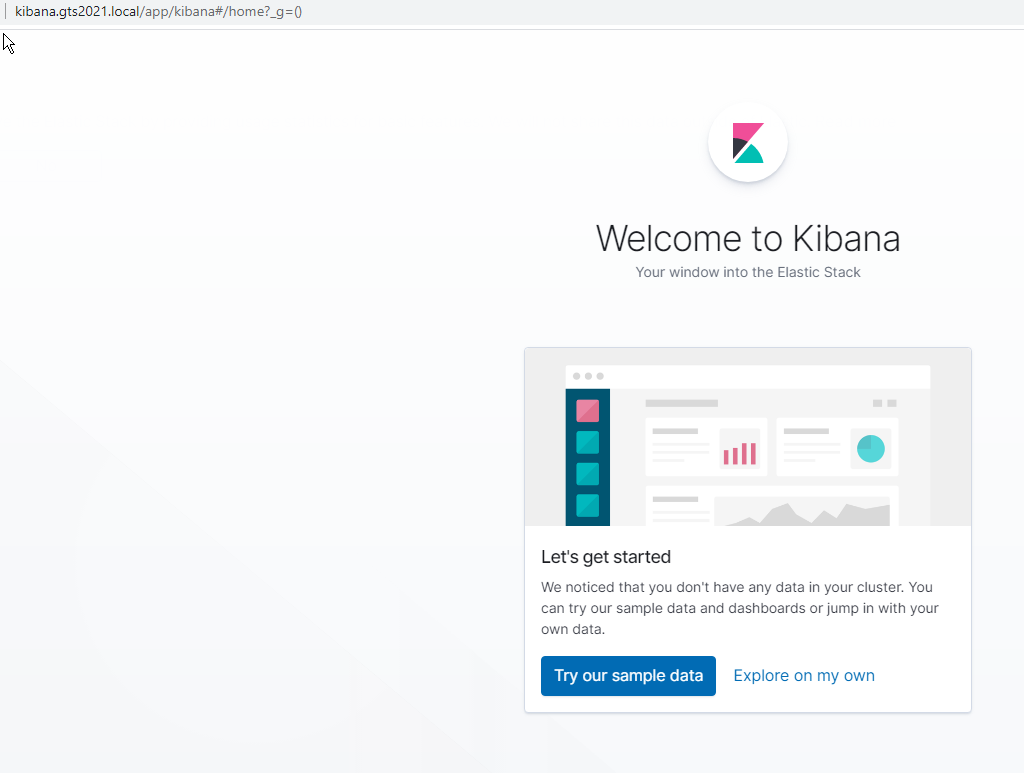 kibana.gts2021.local/app/kibana#/home?_g=()
Welcome to Kibana
Your window into the Elastic Stack
Let's get started
We noticed that you don't have any data in your cluster. You
can try our sample data and dashboards or jump in with your
own data.
Try our sample data Explore on my own